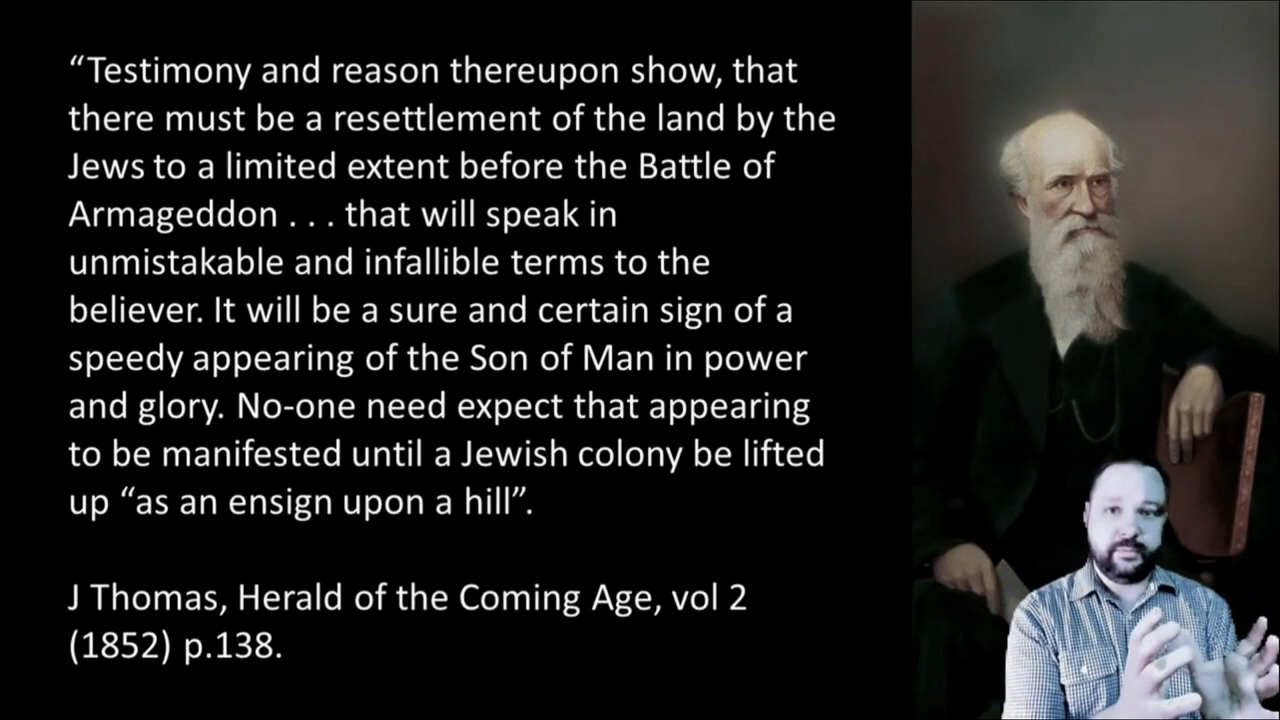 “Testimony and reason thereupon show, that
there must be a resettlement of the land by the
Jews to a limited extent before the Battle of
Armageddon . . . that will speak in
unmistakable and infallible terms to the
believer. It will be a sure and certain sign of a
speedy appearing of the Son of Man in power
and glory. No-one need expect that appearing
to be manifested until a Jewish colony be lifted
up “as an ensign upon a hill”.
J Thomas, Herald of the Coming Age, vol 2
(1852) p.138.